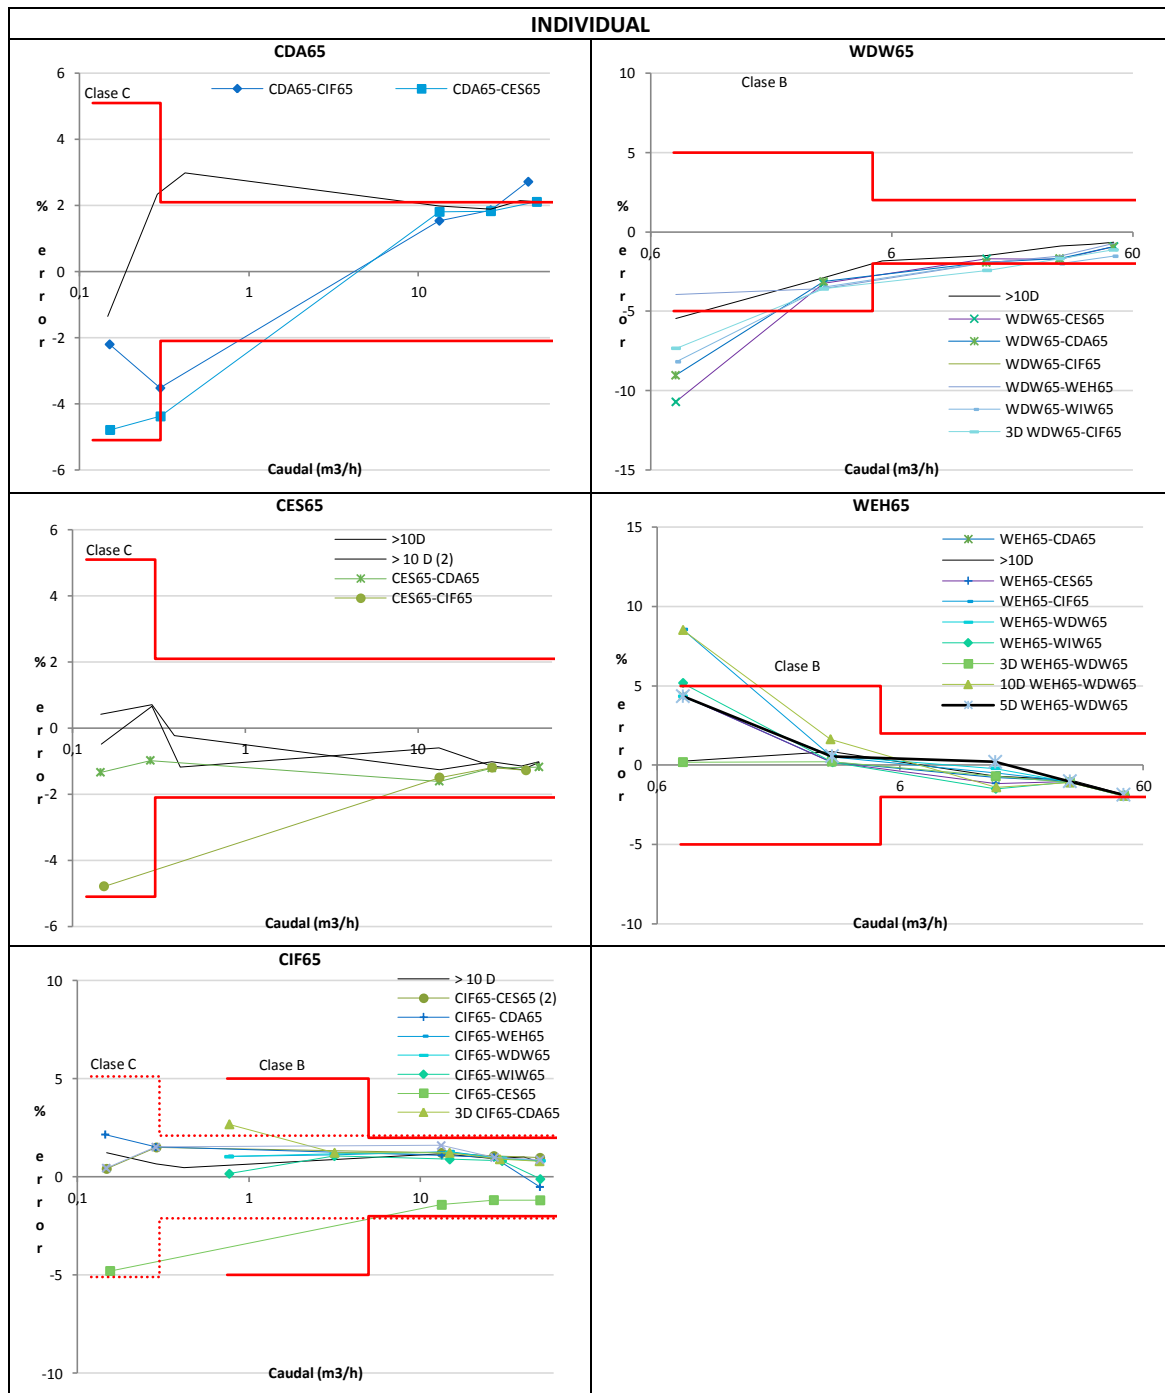 INDIVIDUAL
CDA65
6
4
2
0
-2
-4
-6
0,1
1
10
% error
Clase C
CDA65-CIF65
CDA65-CES65
Caudal (m3/h)
WDW65
10
5
0
-5
-10
-15
0,6
6
60
% error
Clase B
>10D
WDW65-CES65
WDW65-CDA65
WDW65-CIF65
WDW65-WEH65
WDW65-WIW65
3D WDW65-CIF65
Caudal (m3/h)
CES65
6
4
2
0
-2
-4
-6
0,1
1
10
% error
Clase C
>10D
> 10 D (2)
CES65-CDA65
CES65-CIF65
Caudal (m3/h)
WEH65
15
10
5
0
-5
-10
0,6
6
60
% error
Clase B
WEH65-CDA65
>10D
WEH65-CES65
WEH65-CIF65
WEH65-WDW65
WEH65-WIW65
3D WEH65-WDW65
10D WEH65-WDW65
5D WEH65-WDW65
Caudal (m3/h)
CIF65
10
5
0
-5
-10
0,1
1
10
% error
Clase C
Clase B
> 10 D
CIF65-CES65 (2)
CIF65- CDA65
CIF65-WEH65
CIF65-WDW65
CIF65-WIW65
CIF65-CES65
3D CIF65-CDA65
Caudal (m3/h)